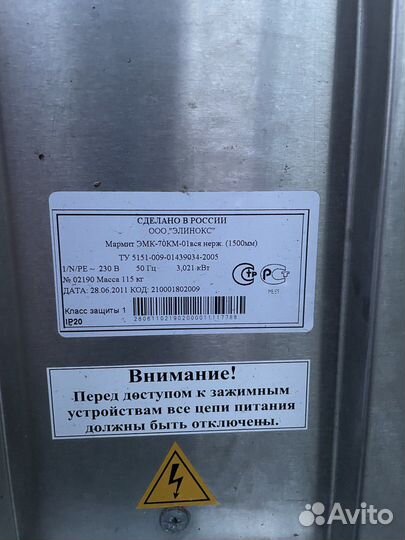 СДЕЛАНО В РОССИИ
ООО,"ЭЛИНОКС"
Мармит ЭМК-70КМ-01вся нерж. (1500мм)
ТУ 5151-009-01439034-2005
1/N/PE ~ 230 В 50 Гц 3,021 кВт
№ 02190 Масса 115 кг
ДАТА: 28.06.2011 КОД: 210001802009
Класс защиты 1
IP20
Внимание!
Перед доступом к зажимным
устройствам все цепи питания
должны быть отключены.
Avito